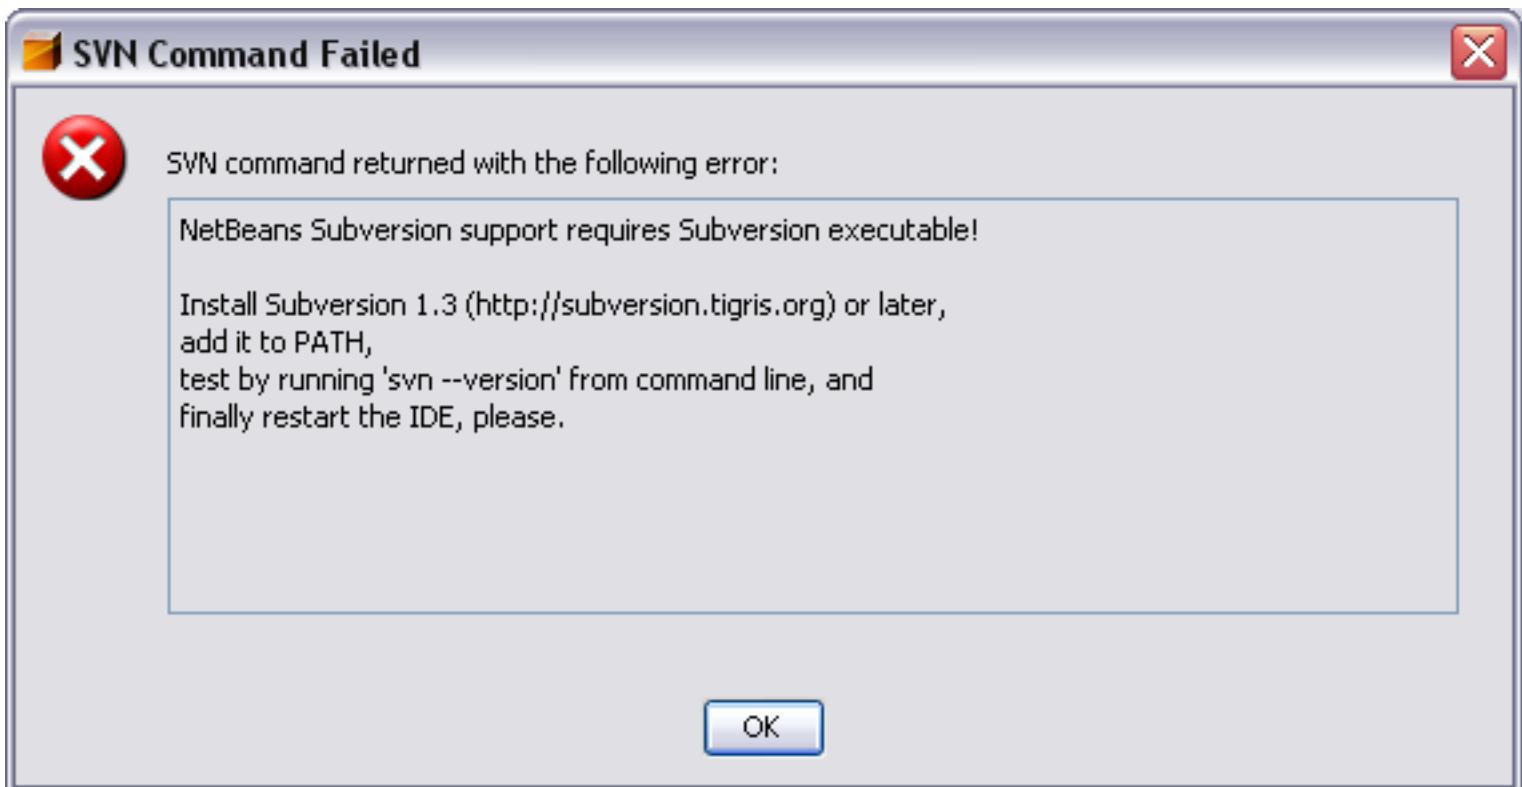 SVN Command Failed
SVN command returned with the following error:
NetBeans Subversion support requires Subversion executable!
Install Subversion 1.3 (http://subversion.tigris.org) or later,
add it to PATH,
test by running 'svn --version' from command line, and
finally restart the IDE, please.
OK